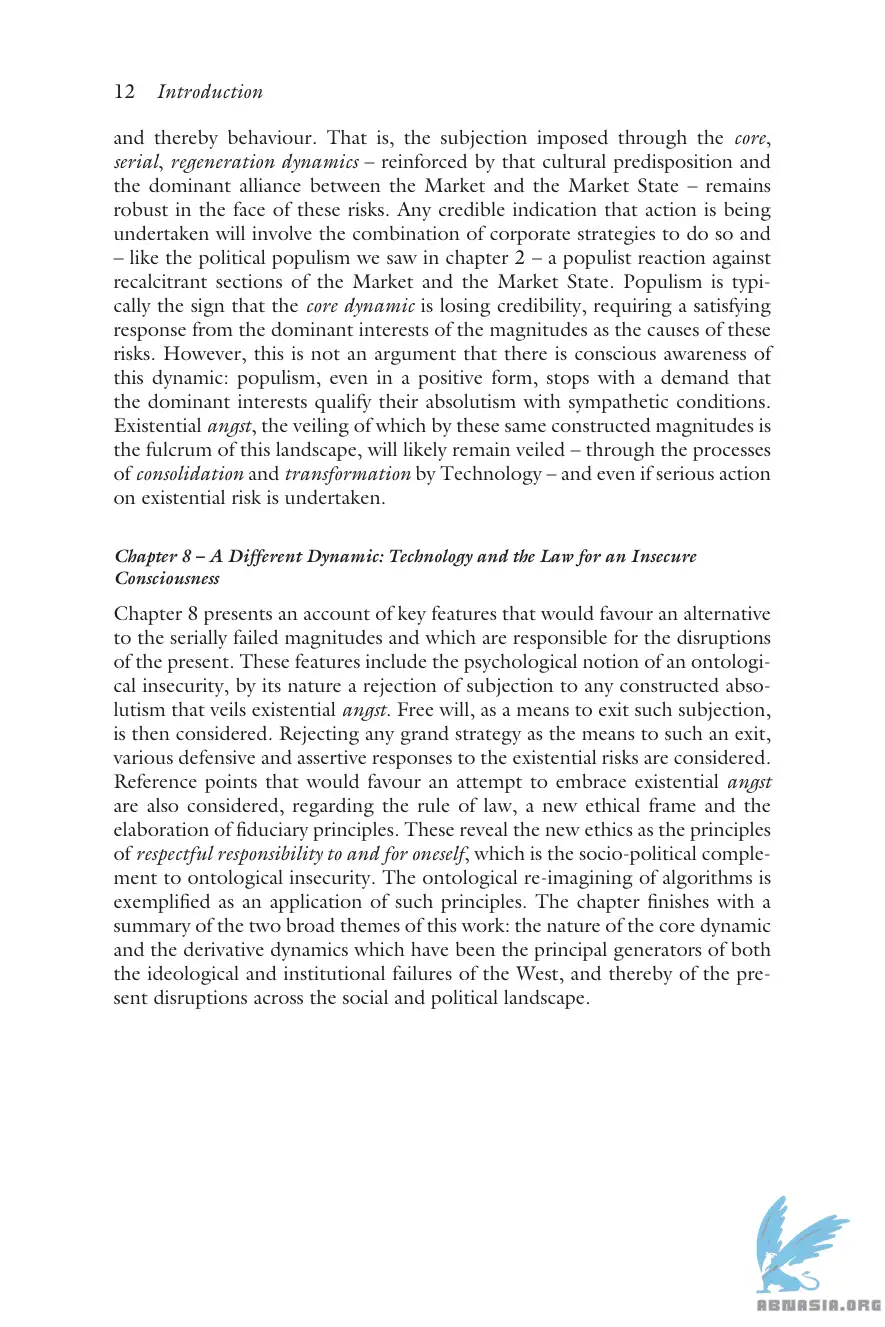 12 Introduction
and thereby behaviour. That is, the subjection imposed through the core,
serial, regeneration dynamics – reinforced by that cultural predisposition and
the dominant alliance between the Market and the Market State – remains
robust in the face of these risks. Any credible indication that action is being
undertaken will involve the combination of corporate strategies to do so and
– like the political populism we saw in chapter 2 – a populist reaction against
recalcitrant sections of the Market and the Market State. Populism is typi-
cally the sign that the core dynamic is losing credibility, requiring a satisfying
response from the dominant interests of the magnitudes as the causes of these
risks. However, this is not an argument that there is conscious awareness of
this dynamic: populism, even in a positive form, stops with a demand that
the dominant interests qualify their absolutism with sympathetic conditions.
Existential angst, the veiling of which by these same constructed magnitudes is
the fulcrum of this landscape, will likely remain veiled – through the processes
of consolidation and transformation by Technology – and even if serious action
on existential risk is undertaken.
Chapter 8 – A Different Dynamic: Technology and the Law for an Insecure
Consciousness
Chapter 8 presents an account of key features that would favour an alternative
to the serially failed magnitudes and which are responsible for the disruptions
of the present. These features include the psychological notion of an ontologi-
cal insecurity, by its nature a rejection of subjection to any constructed abso-
lutism that veils existential angst. Free will, as a means to exit such subjection,
is then considered. Rejecting any grand strategy as the means to such an exit,
various defensive and assertive responses to the existential risks are considered.
Reference points that would favour an attempt to embrace existential angst
are also considered, regarding the rule of law, a new ethical frame and the
elaboration of fiduciary principles. These reveal the new ethics as the principles
of respectful responsibility to and for oneself, which is the socio-political comple-
ment to ontological insecurity. The ontological re-imagining of algorithms is
exemplified as an application of such principles. The chapter finishes with a
summary of the two broad themes of this work: the nature of the core dynamic
and the derivative dynamics which have been the principal generators of both
the ideological and institutional failures of the West, and thereby of the pre-
sent disruptions across the social and political landscape.
ABNASIA.ORG